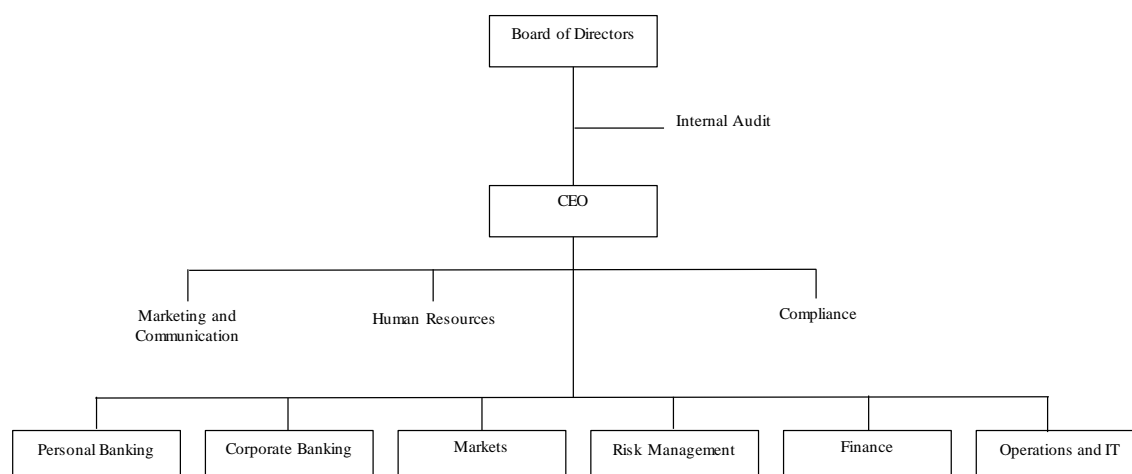 Board of Directors
Internal Audit
CEO
Marketing and
Communication
Human Resources
Compliance
Personal Banking
Corporate Banking
Markets
Risk Management
Finance
Operations and IT